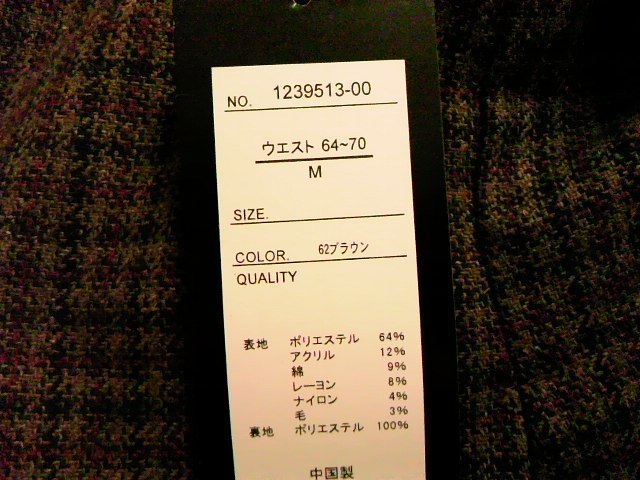 NO. 1239513-00
ウエスト 64~70
M
SIZE.
COLOR. 62ブラウン
QUALITY
表地 ポリエステル 64%
アクリル 12%
綿 9%
レーヨン 8%
ナイロン 4%
毛 3%
裏地 ポリエステル 100%
中国製